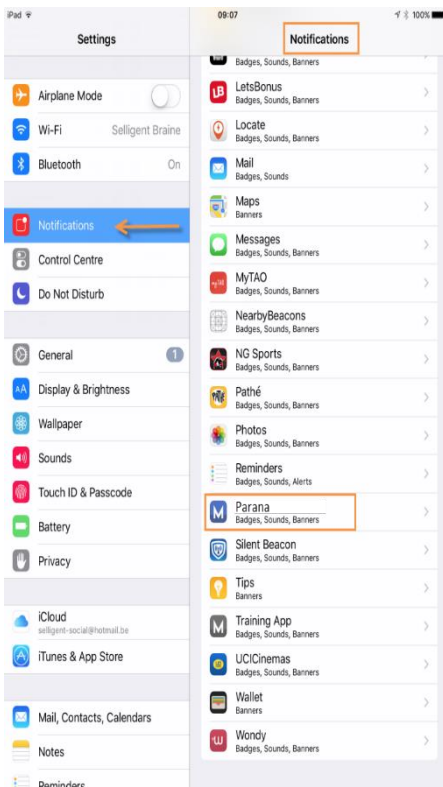 iPad
09:07
100%
Settings
Notifications
Airplane Mode
Wi-Fi
Selligent Braine
Bluetooth
On
Notifications
Control Centre
Do Not Disturb
General
1
Display & Brightness
Wallpaper
Sounds
Touch ID & Passcode
Battery
Privacy
iCloud
selligent-social@hotmail.be
iTunes & App Store
Mail, Contacts, Calendars
Notes
Reminders
Badges, Sounds, Banners
LetsBonus
Badges, Sounds, Banners
Locate
Badges, Sounds, Banners
Mail
Badges, Sounds
Maps
Banners
Messages
Badges, Sounds, Banners
MyTAO
Badges, Sounds, Banners
NearbyBeacons
Badges, Sounds, Banners
NG Sports
Badges, Sounds, Banners
Pathé
Badges, Sounds, Banners
Photos
Badges, Sounds, Banners
Reminders
Badges, Sounds, Alerts
Parana
Badges, Sounds, Banners
Silent Beacon
Badges, Sounds, Banners
Tips
Banners
Training App
Badges, Sounds, Banners
UCICinemas
Badges, Sounds, Banners
Wallet
Banners
Wondy
Badges, Sounds, Banners